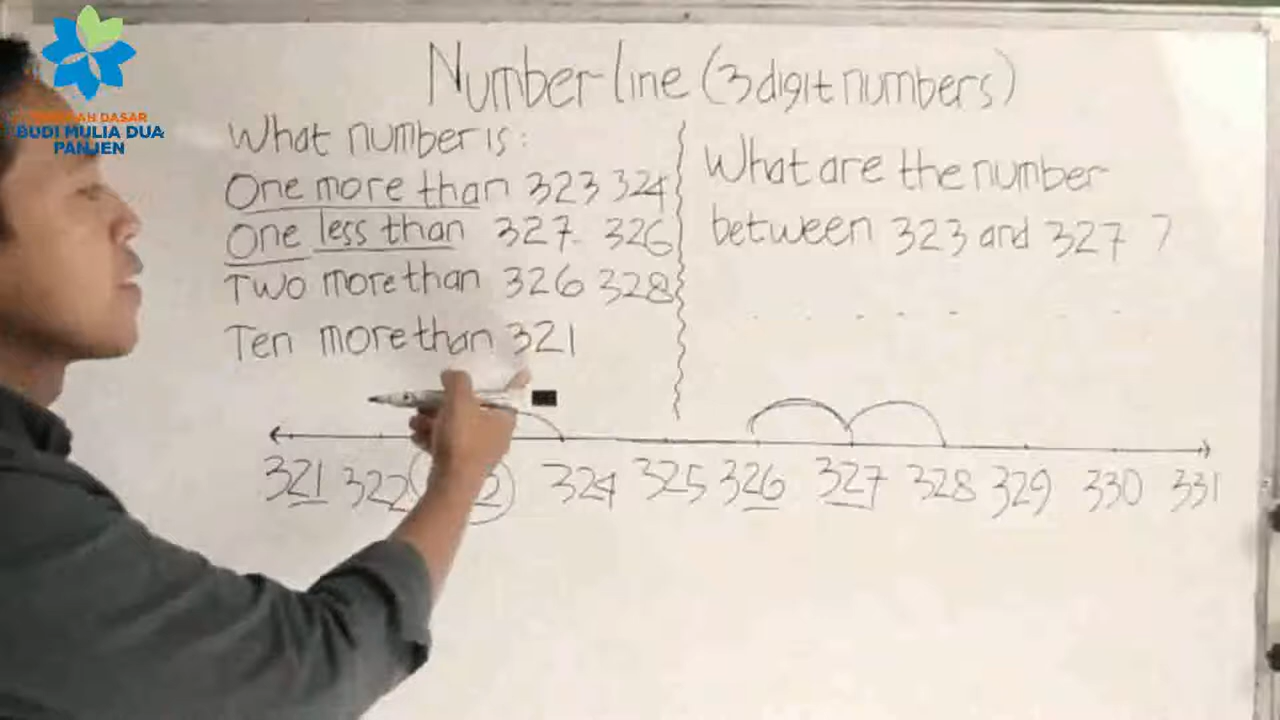 BUDI MULIA DUA
PANJEN
Number line (3 digit numbers)
What number is:
One more than 323 324
One less than 327 326
Two more than 326 328
Ten more than 321
What are the number
between 323 and 327 ?
321 322 324 325 326 327 328 329 330 331